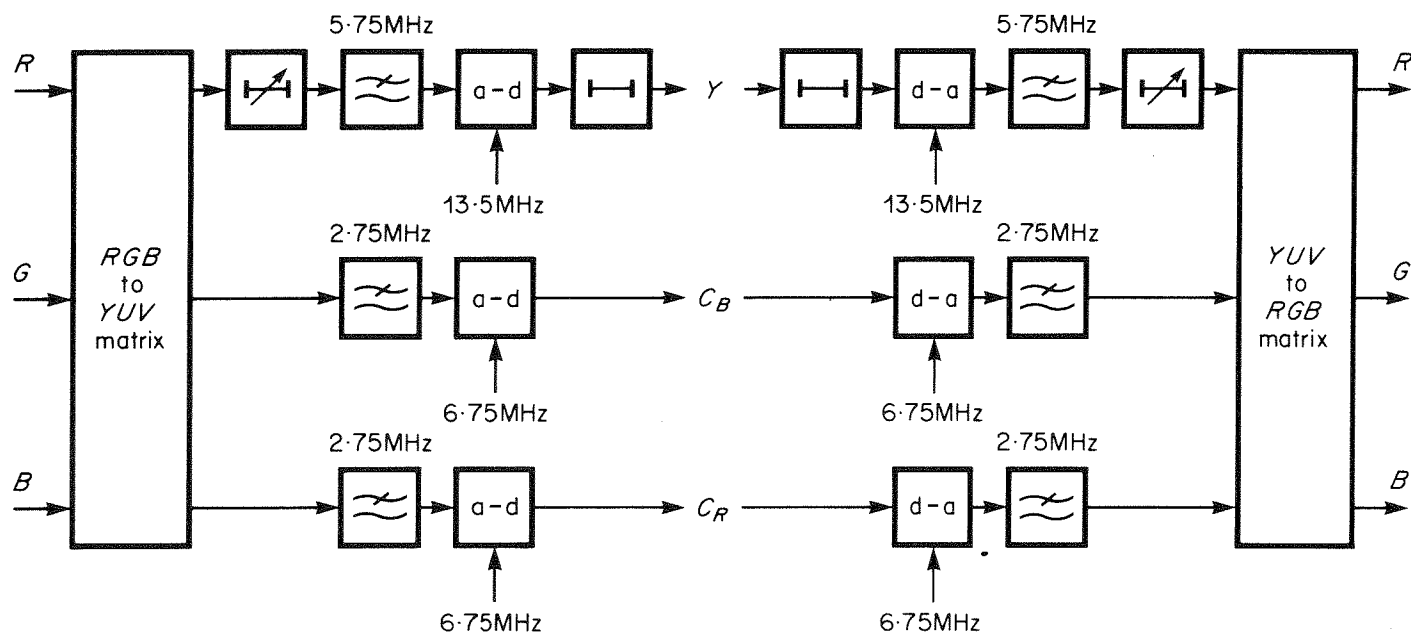 5·75MHz
5·75MHz
R
a-d
Y
d-a
R
13·5MHz
13·5MHz
2·75MHz
2·75MHz
G
RGB
to
YUV
matrix
a-d
C_B
d-a
YUV
to
RGB
matrix
G
6·75MHz
6·75MHz
2·75MHz
2·75MHz
B
a-d
C_R
d-a
B
6·75MHz
6·75MHz